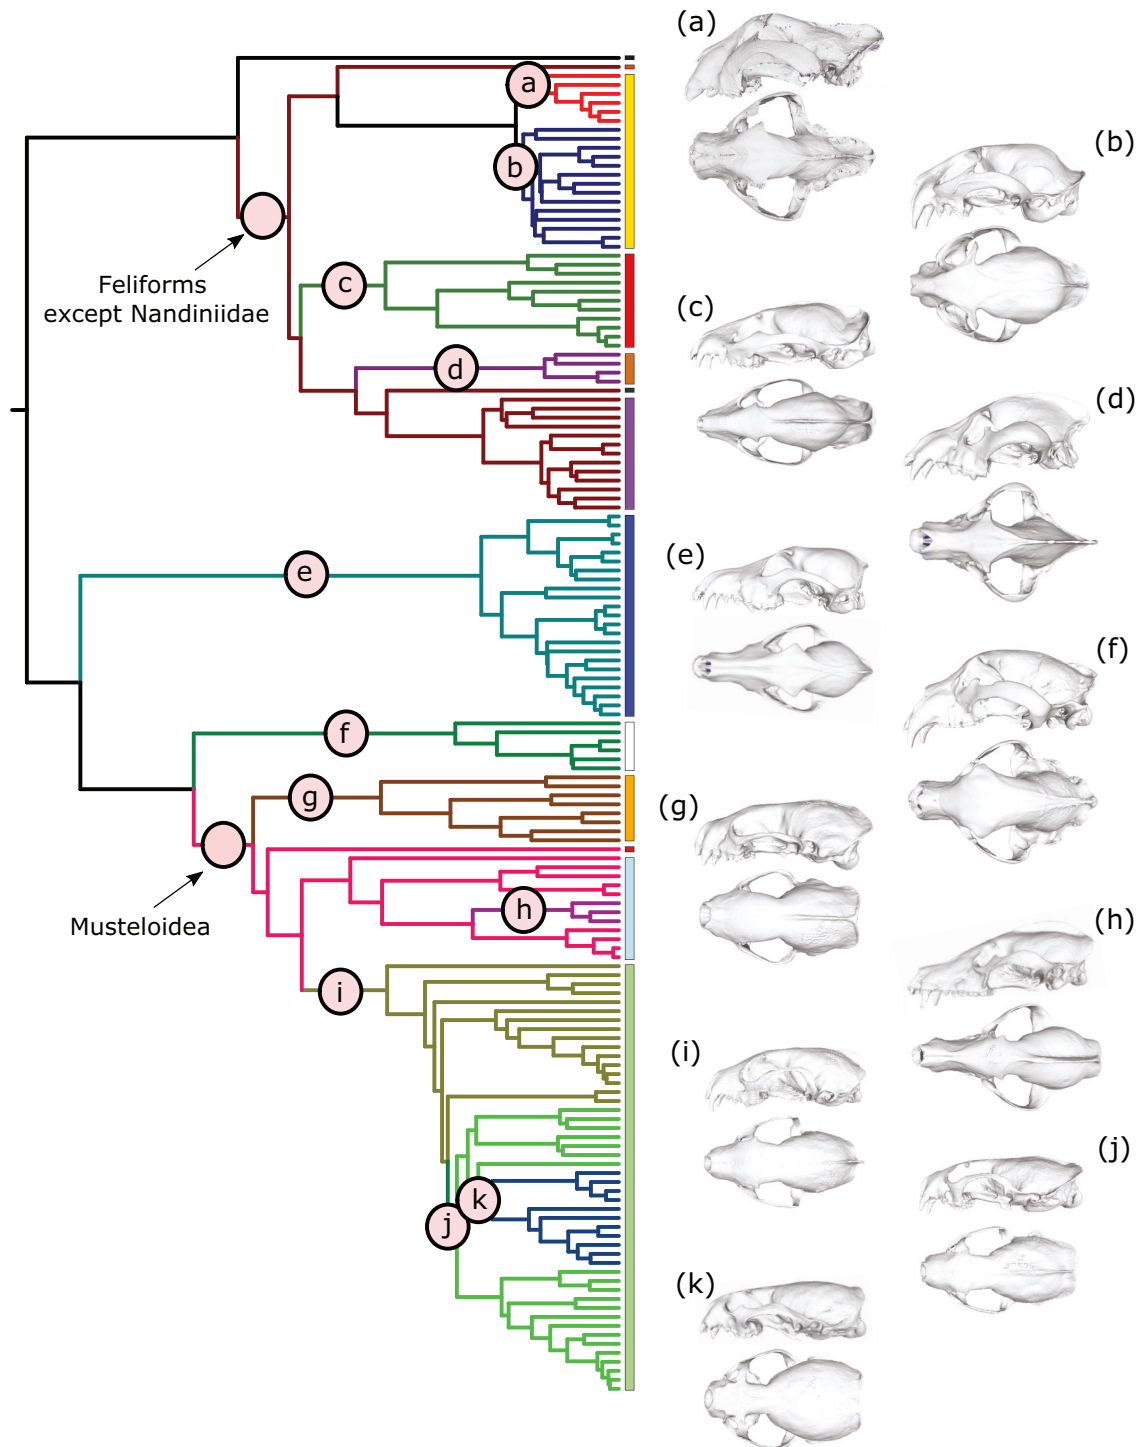 (a)
a
(b)
b
Feliforms
except Nandiniidae
c
(c)
d
(d)
e
(e)
f
(f)
g
(g)
Musteloidea
h
(h)
i
(i)
j
(j)
k
(k)